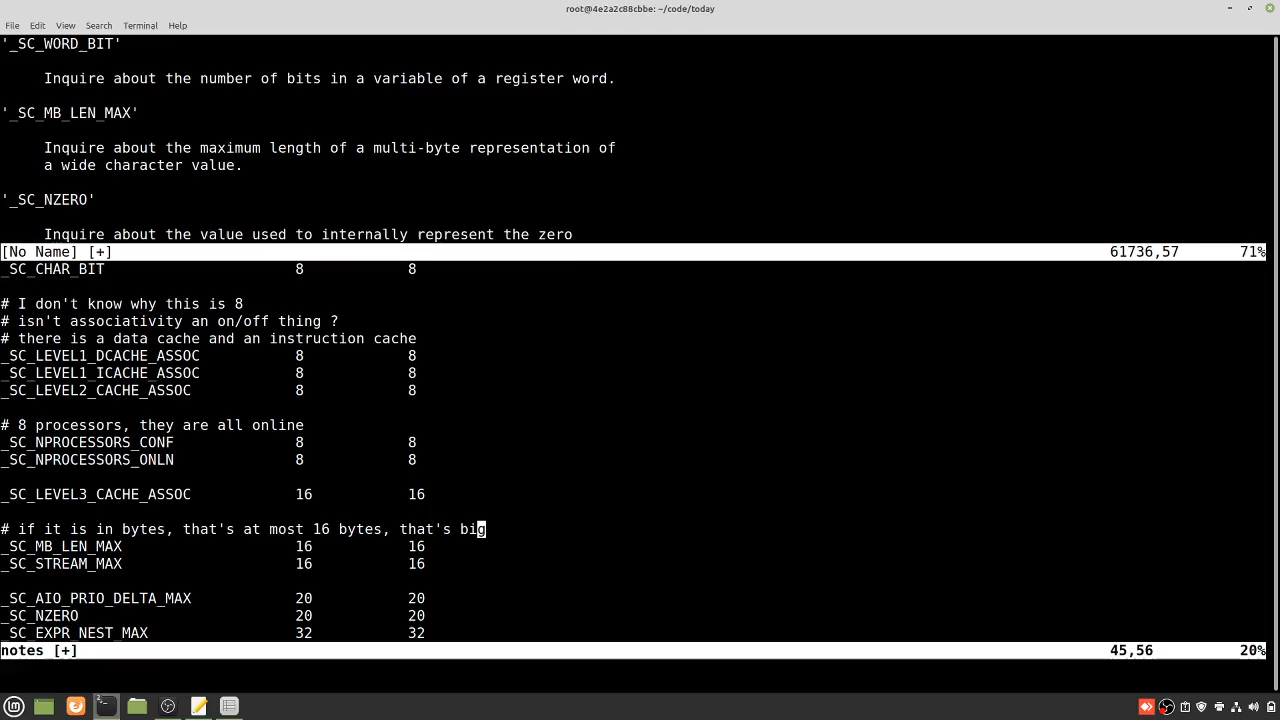 root@4e2a2c88cbbe: ~/code/today
File Edit View Search Terminal Help
'_SC_WORD_BIT'
Inquire about the number of bits in a variable of a register word.
'_SC_MB_LEN_MAX'
Inquire about the maximum length of a multi-byte representation of
a wide character value.
'_SC_NZERO'
Inquire about the value used to internally represent the zero
[No Name] [+] 61736,57 71%
_SC_CHAR_BIT 8 8
# I don't know why this is 8
# isn't associativity an on/off thing ?
# there is a data cache and an instruction cache
_SC_LEVEL1_DCACHE_ASSOC 8 8
_SC_LEVEL1_ICACHE_ASSOC 8 8
_SC_LEVEL2_CACHE_ASSOC 8 8
# 8 processors, they are all online
_SC_NPROCESSORS_CONF 8 8
_SC_NPROCESSORS_ONLN 8 8
_SC_LEVEL3_CACHE_ASSOC 16 16
# if it is in bytes, that's at most 16 bytes, that's big
_SC_MB_LEN_MAX 16 16
_SC_STREAM_MAX 16 16
_SC_AIO_PRIO_DELTA_MAX 20 20
_SC_NZERO 20 20
_SC_EXPR_NEST_MAX 32 32
notes [+] 45,56 20%